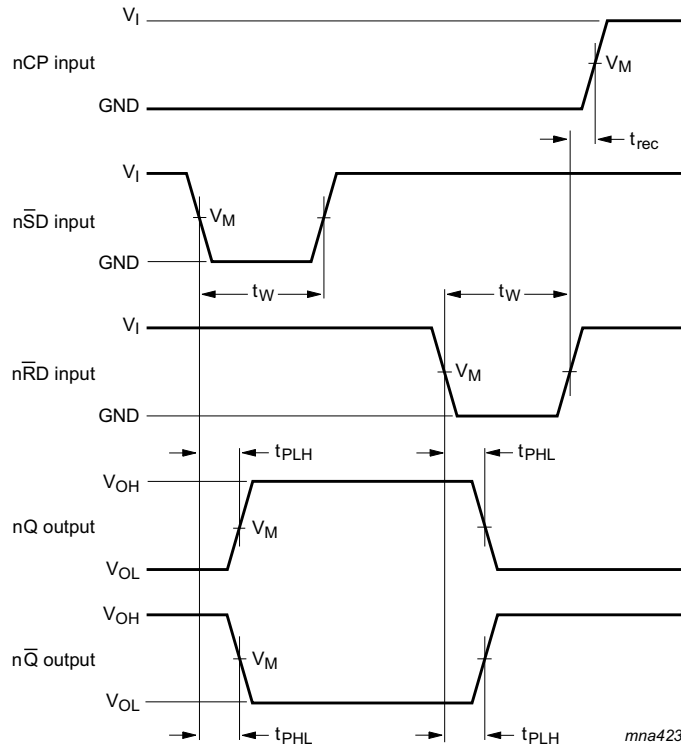 V_I
nCP input
V_M
GND
t_rec
V_I
nS̅D input
V_M
GND
t_W
t_W
V_I
nR̅D input
V_M
GND
t_PLH
t_PHL
V_OH
nQ output
V_M
V_OL
V_OH
nQ̅ output
V_M
V_OL
t_PHL
t_PLH
mna423